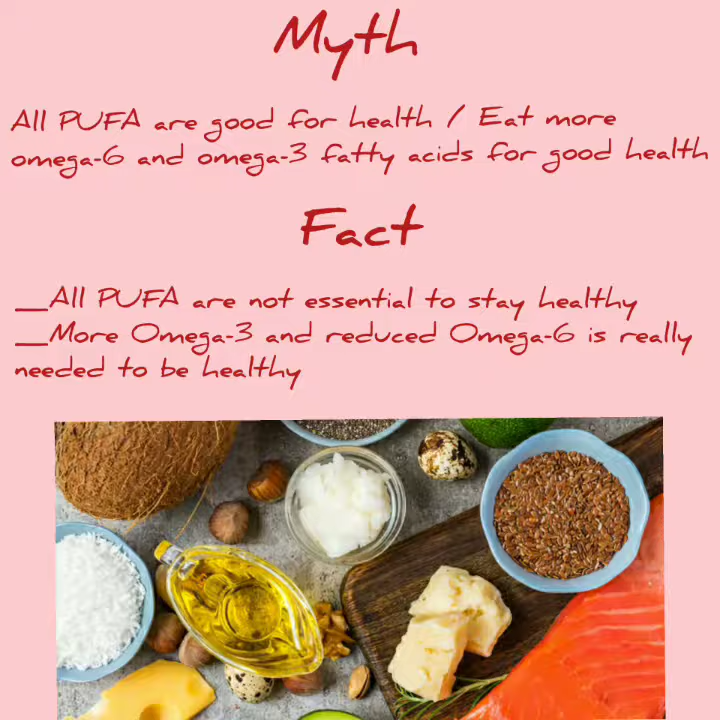 Myth
All PUFA are good for health / Eat more
omega-6 and omega-3 fatty acids for good health
Fact
__All PUFA are not essential to stay healthy
__More Omega-3 and reduced Omega-6 is really
needed to be healthy